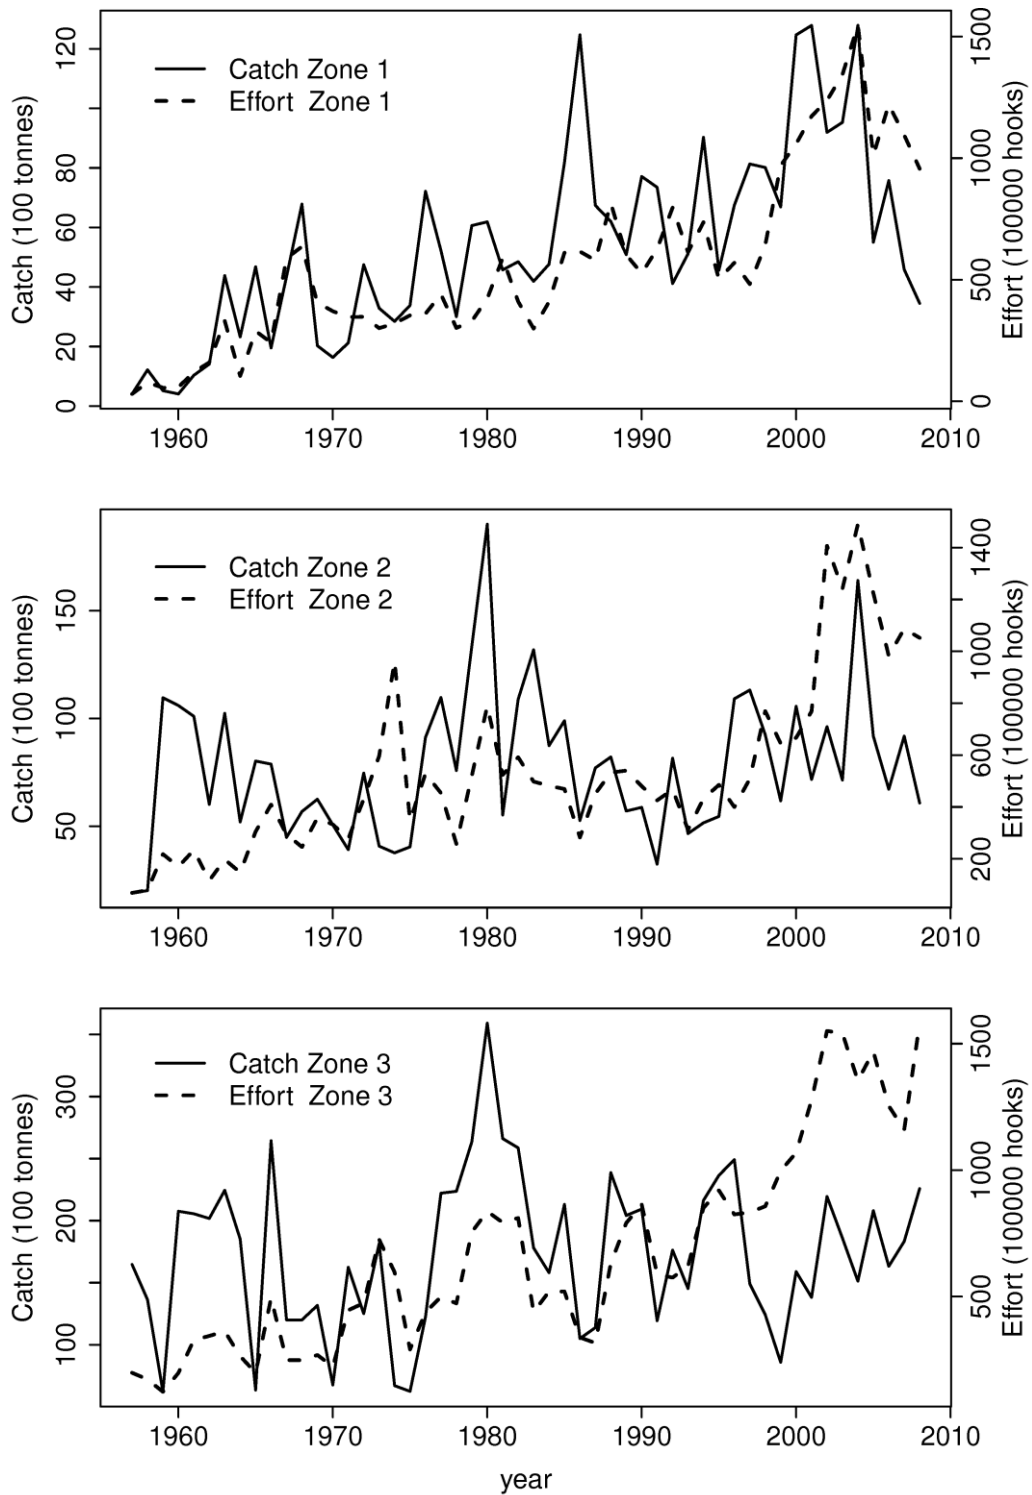 Catch Zone 1
Effort Zone 1
Catch (100 tonnes)
0 20 40 60 80 120
Effort (100000 hooks)
0 500 1000 1500
1960 1970 1980 1990 2000 2010
Catch Zone 2
Effort Zone 2
Catch (100 tonnes)
50 100 150
Effort (100000 hooks)
200 600 1000 1400
1960 1970 1980 1990 2000 2010
Catch Zone 3
Effort Zone 3
Catch (100 tonnes)
100 200 300
Effort (100000 hooks)
500 1000 1500
1960 1970 1980 1990 2000 2010
year